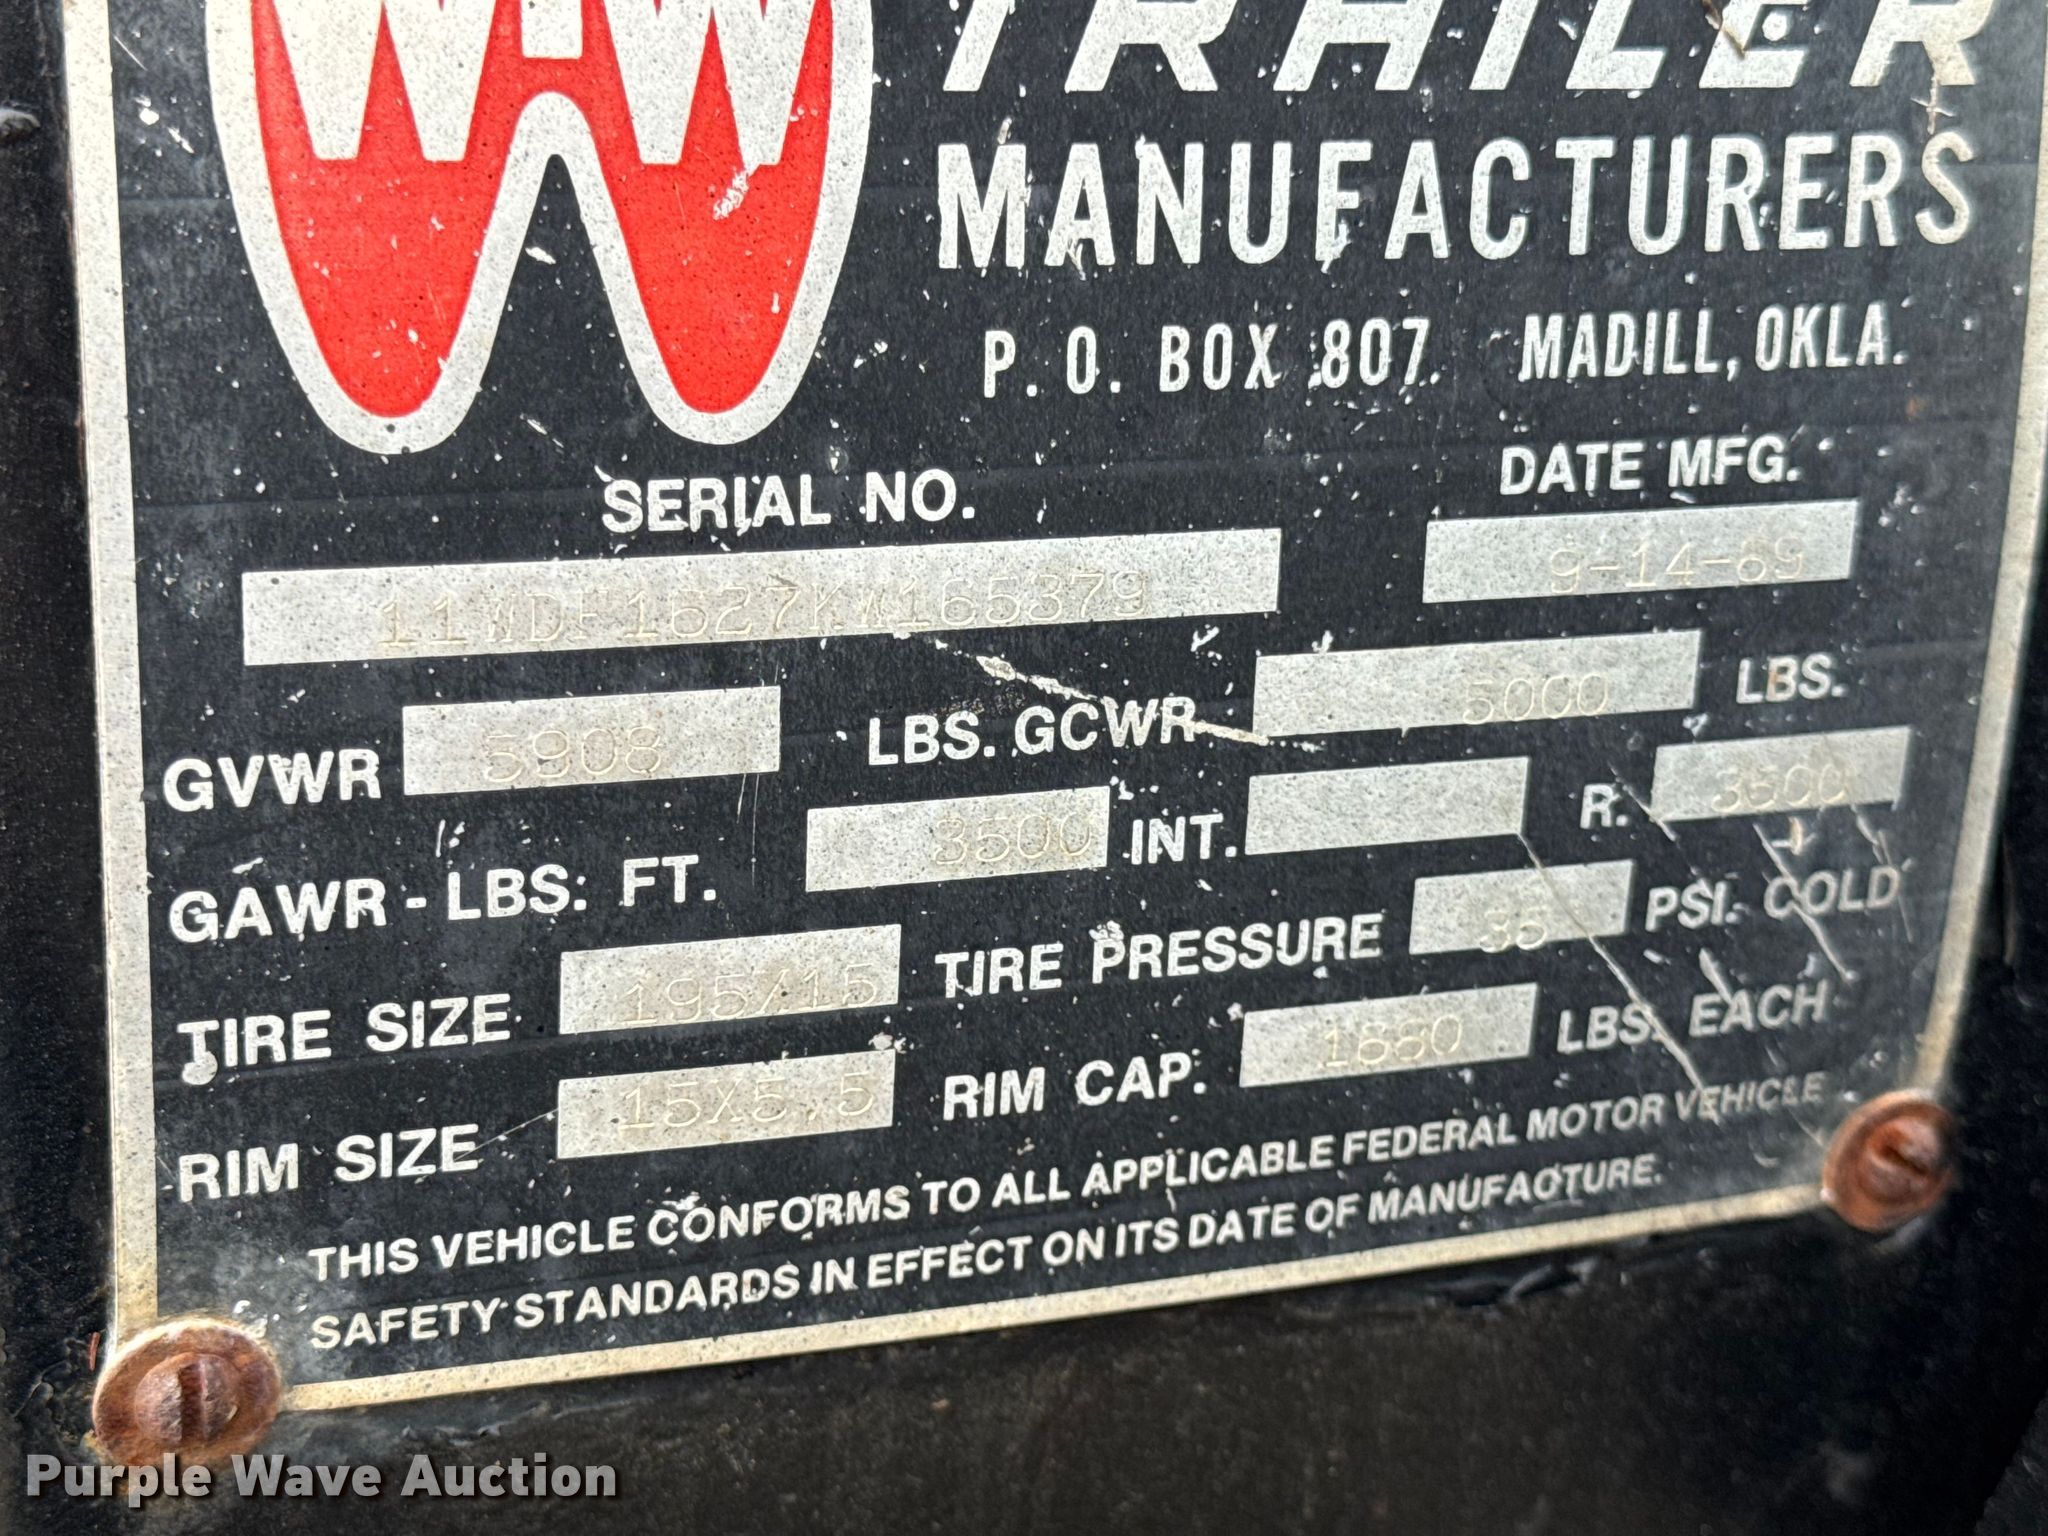 W-W TRAILER
MANUFACTURERS
P. O. BOX 807 MADILL, OKLA.
SERIAL NO. DATE MFG.
11WDF1627KW165379 9-14-89
GVWR 5908 LBS. GCWR 5000 LBS.
GAWR - LBS: FT. 3500 INT. R. 3500
TIRE SIZE 195/15 TIRE PRESSURE 35 PSI. COLD
RIM SIZE 15X5.5 RIM CAP. 1880 LBS. EACH
THIS VEHICLE CONFORMS TO ALL APPLICABLE FEDERAL MOTOR VEHICLE
SAFETY STANDARDS IN EFFECT ON ITS DATE OF MANUFACTURE.
Purple Wave Auction